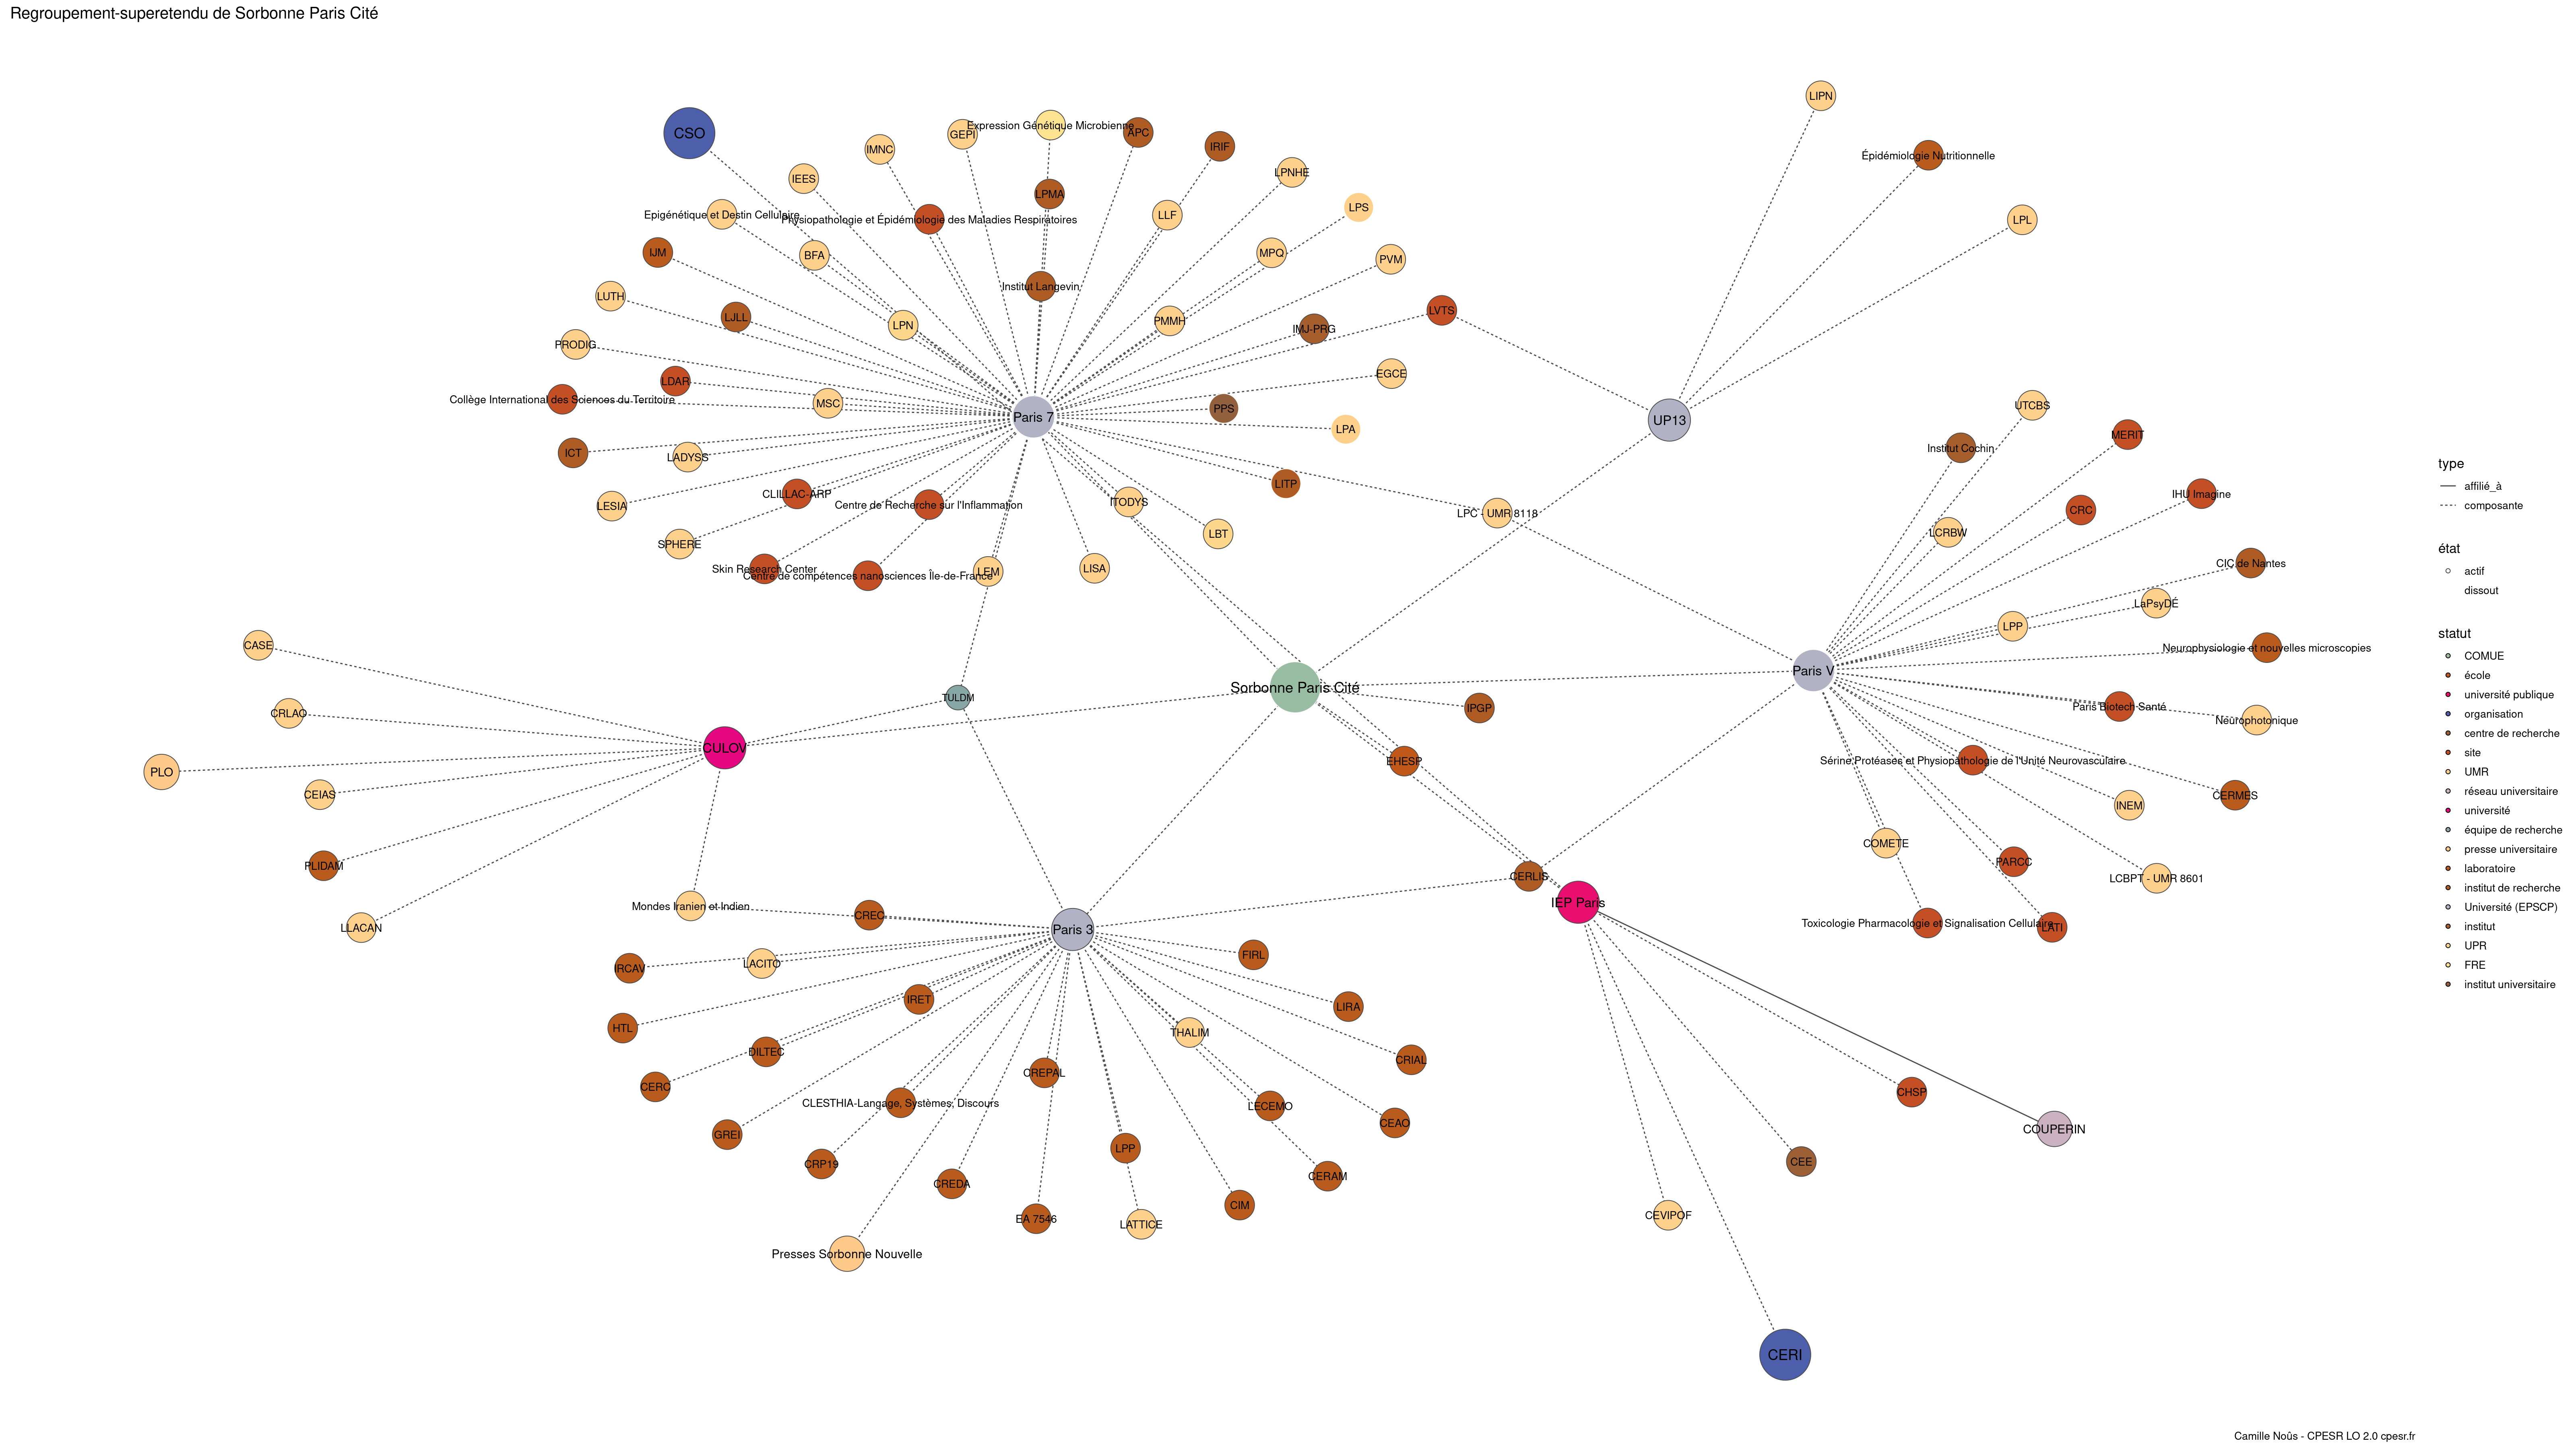 Regroupement-superetendu de Sorbonne Paris Cité
LIPN
CSO
Expression Génétique Microbienne
GEPI
APC
IRIF
IMNC
Épidémiologie Nutritionnelle
LPNHE
IEES
LPMA
LPS
Epigénétique et Destin Cellulaire
LLF
Physiopathologie et Épidémiologie des Maladies Respiratoires
LPL
IJM
BFA
MPQ
PVM
Institut Langevin
LUTH
LVTS
LJLL
LPN
PMMH
IMJ-PRG
PRODIG
EGCE
LDAR
Collège International des Sciences du Territoire
MSC
PPS
UTCBS
Paris 7
UP13
LPA
MERIT
Institut Cochin
ICT
LADYSS
type
affilié_à
composante
LITP
CLILLAC-ARP
IHU Imagine
ITODYS
LESIA
Centre de Recherche sur l'Inflammation
CRC
LPC - UMR 8118
LBT
LCRBW
SPHERE
état
actif
dissout
CIC de Nantes
Skin Research Center
LISA
LEM
Centre de compétences nanosciences Île-de-France
LaPsyDÉ
LPP
statut
COMUE
école
université publique
organisation
centre de recherche
site
UMR
réseau universitaire
université
équipe de recherche
presse universitaire
laboratoire
institut de recherche
Université (EPSCP)
institut
UPR
FRE
institut universitaire
CASE
Neurophysiologie et nouvelles microscopies
Paris V
Sorbonne Paris Cité
TULDM
Paris Biotech Santé
IPGP
CRLAO
Neurophotonique
CULOV
EHESP
Sérine Protéases et Physiopathologie de l'Unité Neurovasculaire
PLO
CEIAS
CERMES
INEM
COMETE
PARCC
PLIDAM
CERLIS
LCBPT - UMR 8601
IEP Paris
Mondes Iranien et Indien
CREC
Toxicologie Pharmacologie et Signalisation Cellulaire
LATI
LLACAN
Paris 3
FIRL
LACITO
IRCAV
IRET
LIRA
HTL
THALIM
DILTEC
CRIAL
CREPAL
CERC
CHSP
CLESTHIA-Langage, Systèmes, Discours
LECEMO
CEAO
COUPERIN
GREI
LPP
CEE
CRP19
CERAM
CREDA
CIM
CEVIPOF
EA 7546
LATTICE
Presses Sorbonne Nouvelle
CERI
Camille Noûs - CPESR LO 2.0 cpesr.fr